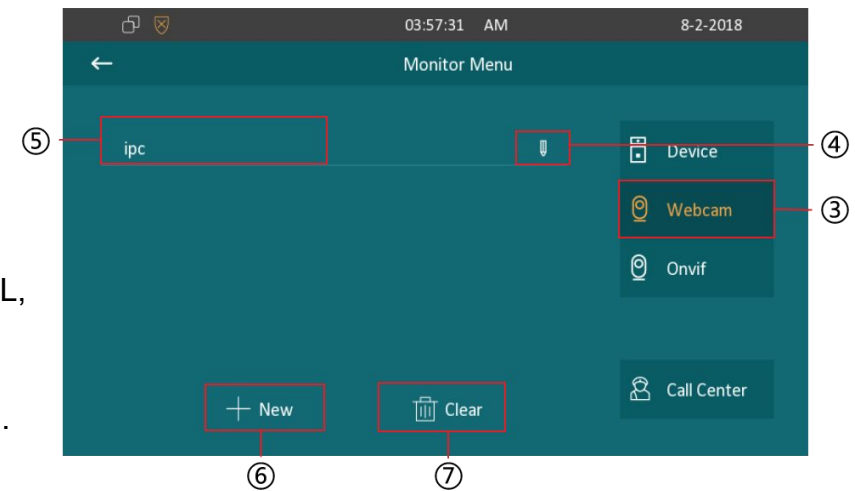 03:57:31 AM 8-2-2018
Monitor Menu
⑤ ipc ④
Device
Webcam ③
Onvif
L,
Call Center
New Clear
.
⑥ ⑦